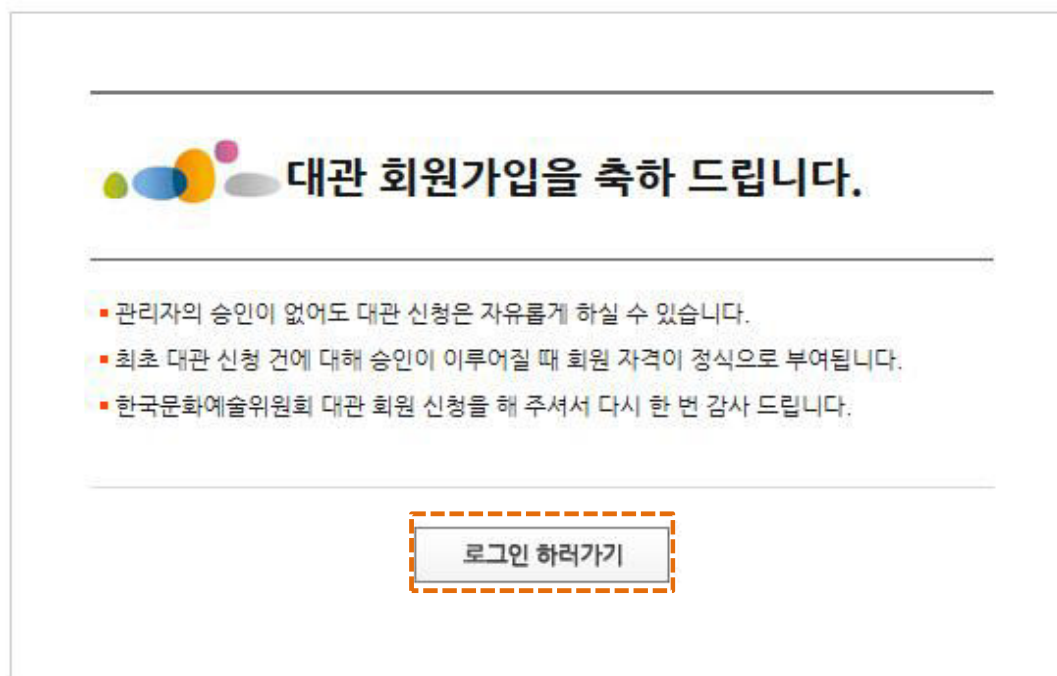 대관 회원가입을 축하 드립니다.
관리자의 승인이 없어도 대관 신청은 자유롭게 하실 수 있습니다.
최초 대관 신청 건에 대해 승인이 이루어질 때 회원 자격이 정식으로 부여됩니다.
한국문화예술위원회 대관 회원 신청을 해 주셔서 다시 한 번 감사 드립니다.
로그인 하러가기